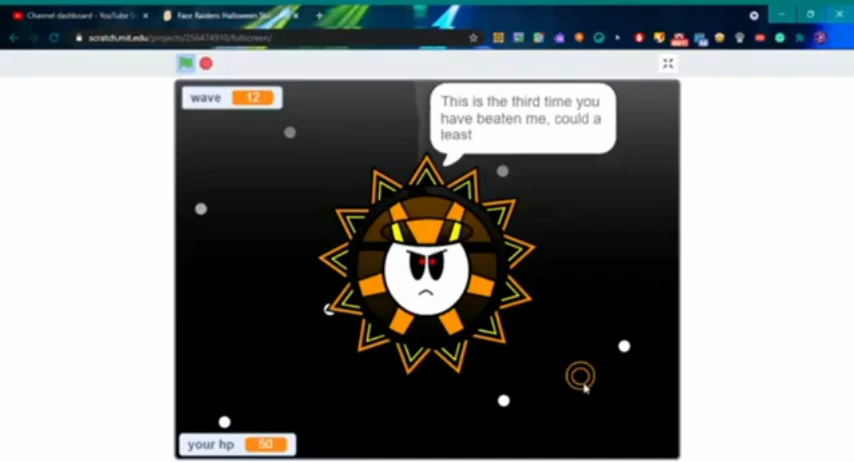 Channel dashboard - YouTube S
Face Raiders: Halloween St
scratch.mit.edu/projects/256474910/fullscreen/
wave 12
This is the third time you
have beaten me, could a
least
your hp 50